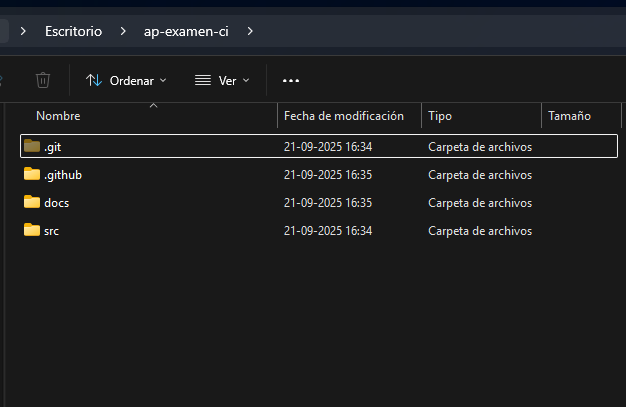 Escritorio ap-examen-ci
Ordenar Ver
Nombre Fecha de modificación Tipo Tamaño
.git 21-09-2025 16:34 Carpeta de archivos
.github 21-09-2025 16:35 Carpeta de archivos
docs 21-09-2025 16:35 Carpeta de archivos
src 21-09-2025 16:34 Carpeta de archivos